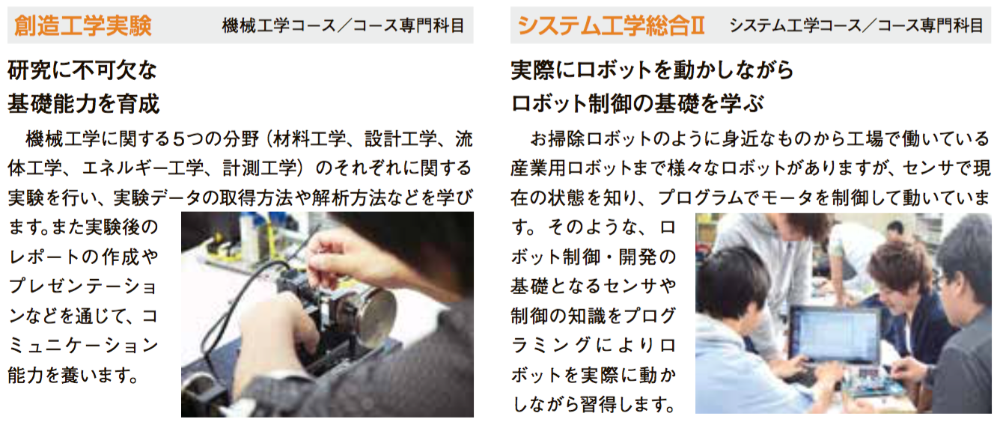 創造工学実験 機械工学コース／コース専門科目
研究に不可欠な
基礎能力を育成
機械工学に関する5つの分野（材料工学、設計工学、流
体工学、エネルギー工学、計測工学）のそれぞれに関する
実験を行い、実験データの取得方法や解析方法などを学び
ます。また実験後の
レポートの作成や
プレゼンテーショ
ンなどを通じて、コ
ミュニケーション
能力を養います。
システム工学総合Ⅱ システム工学コース／コース専門科目
実際にロボットを動かしながら
ロボット制御の基礎を学ぶ
お掃除ロボットのように身近なものから工場で働いている
産業用ロボットまで様々なロボットがありますが、センサで現
在の状態を知り、プログラムでモータを制御して動いていま
す。そのような、ロ
ボット制御・開発の
基礎となるセンサや
制御の知識をプログ
ラミングによりロ
ボットを実際に動か
しながら習得します。